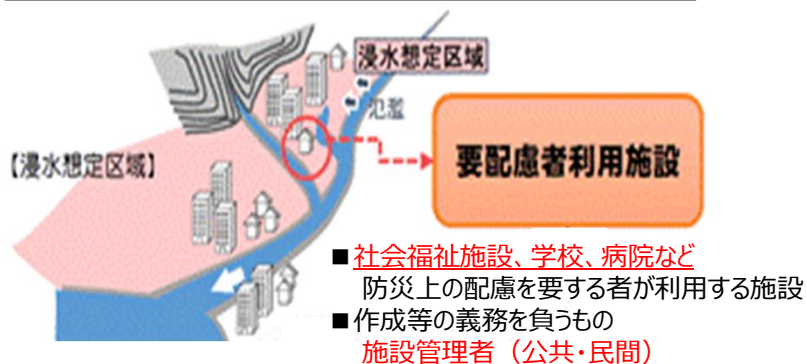 浸水想定区域
氾濫
【浸水想定区域】
要配慮者利用施設
■社会福祉施設、学校、病院など
防災上の配慮を要する者が利用する施設
■作成等の義務を負うもの
施設管理者（公共・民間）